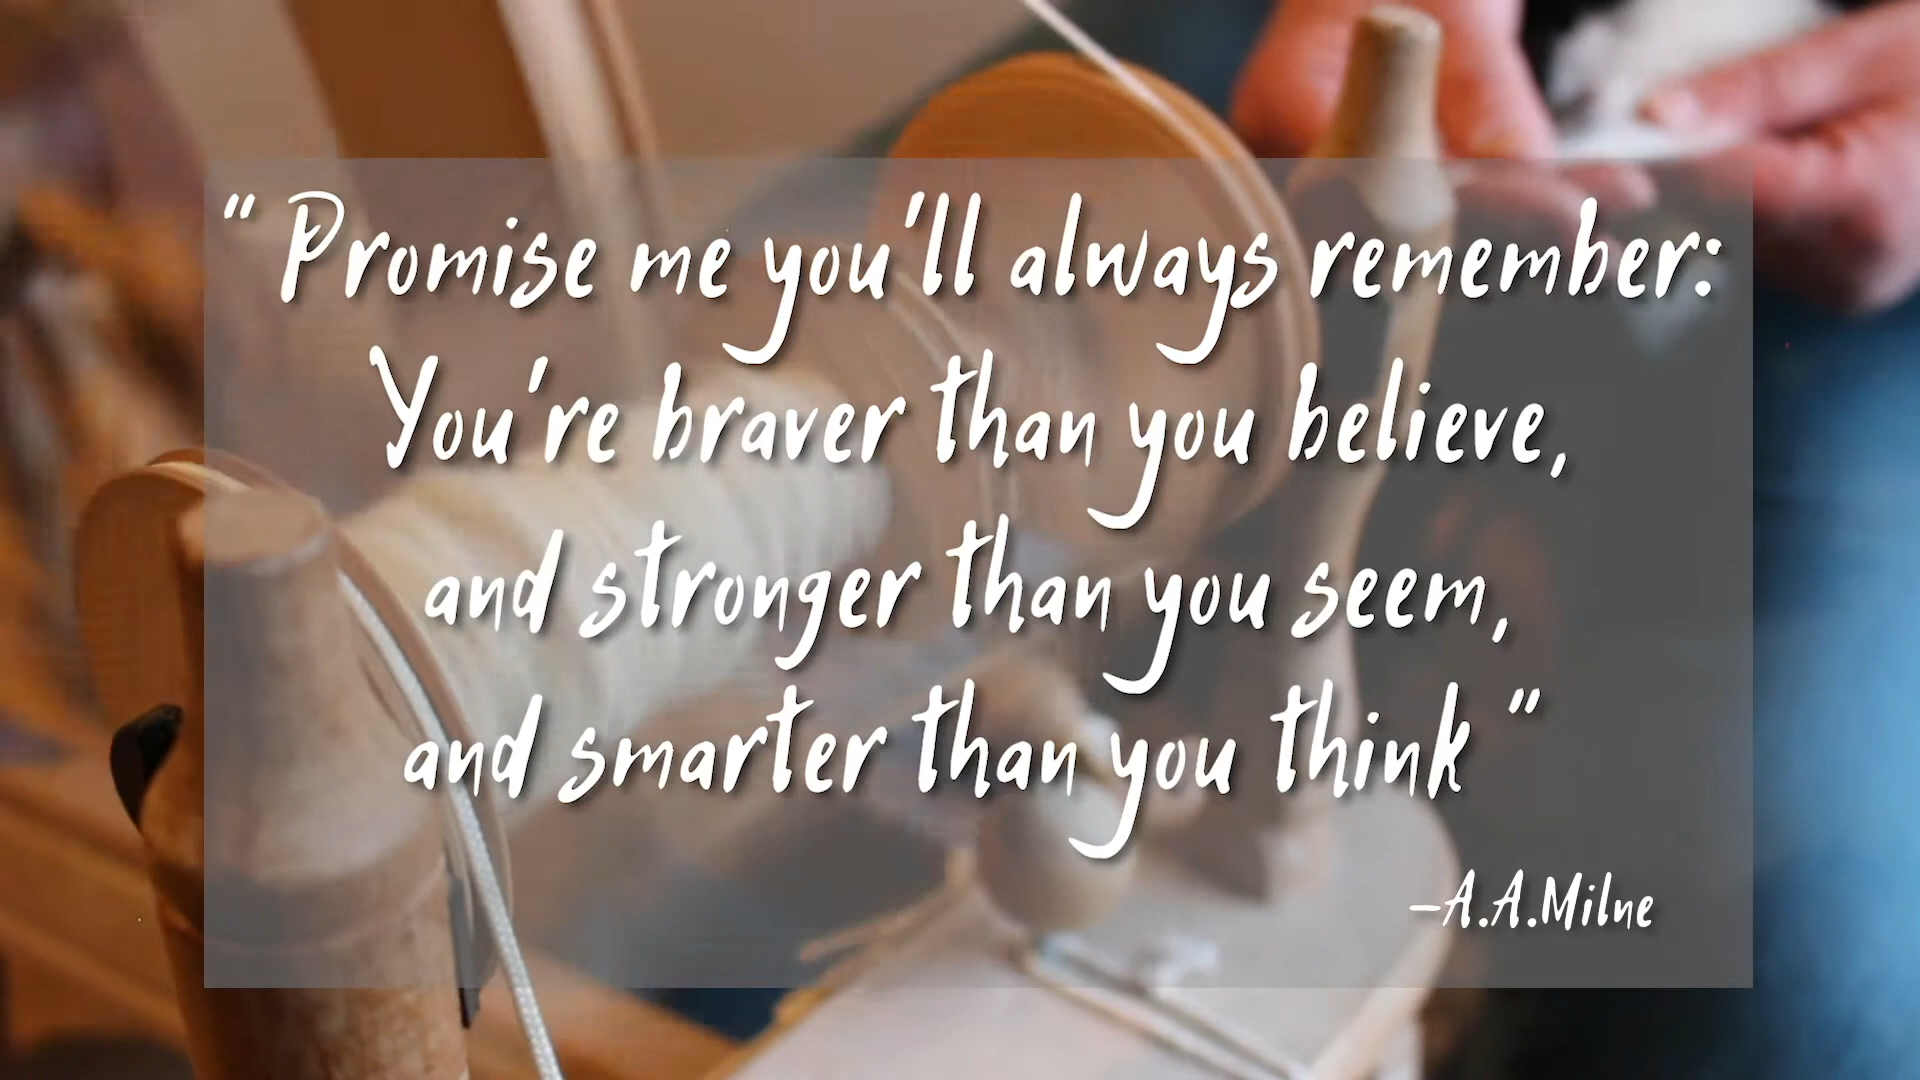 “ Promise me you'll always remember:
You're braver than you believe,
and stronger than you seem,
and smarter than you think ”
–A.A.Milne